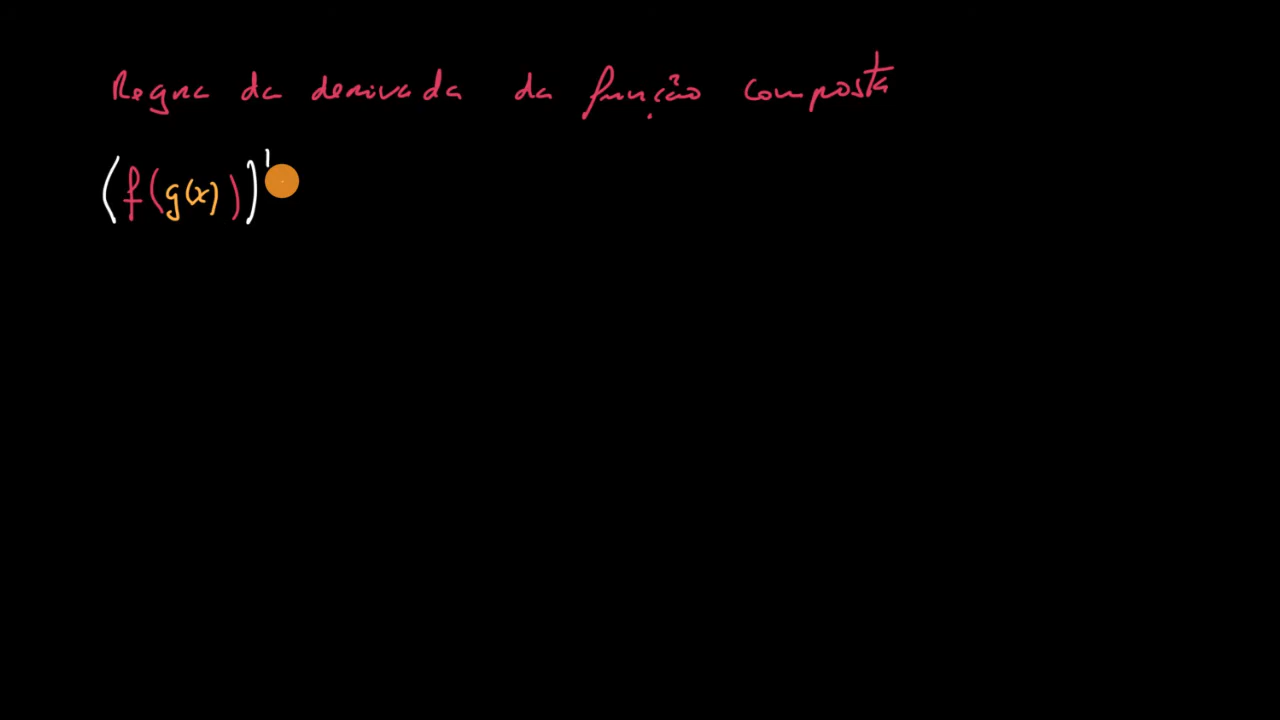 Regra da derivada da função composta
(f(g(x)))'